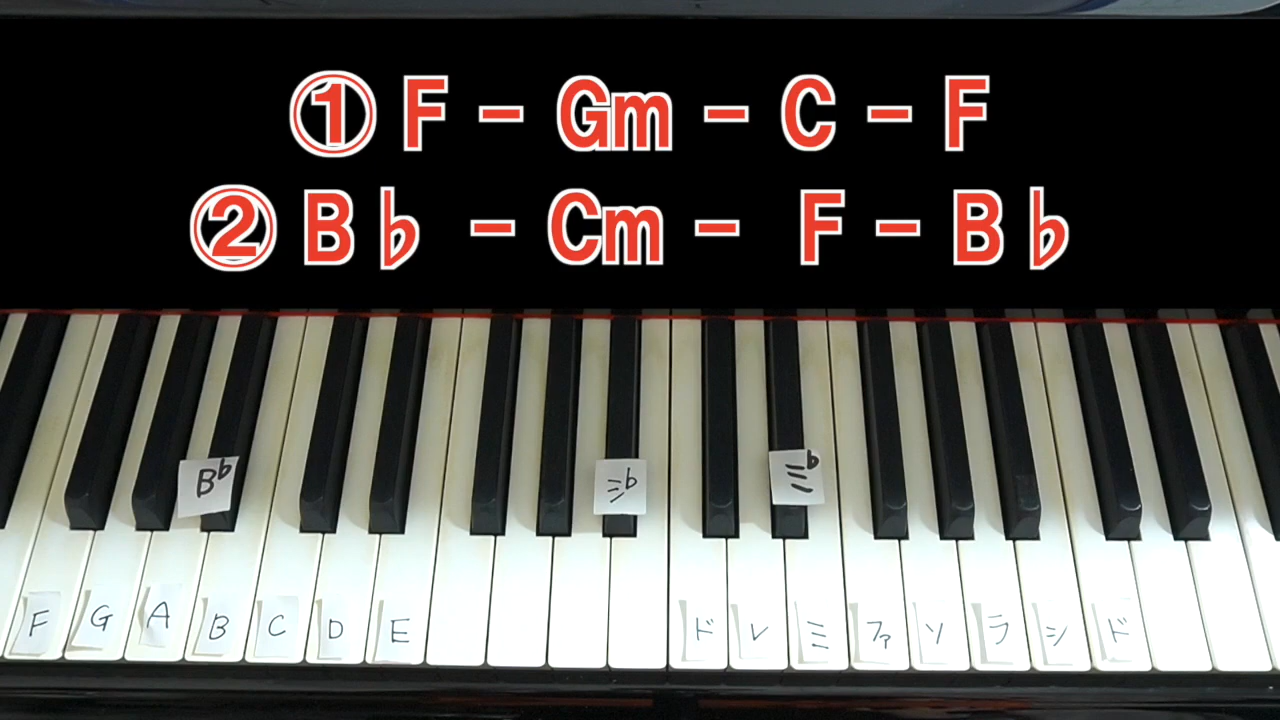 ① F - Gm - C - F
② B♭ - Cm - F - B♭
B♭
シ♭
ミ♭
F G A B C D E
ド レ ミ ファ ソ ラ シ ド